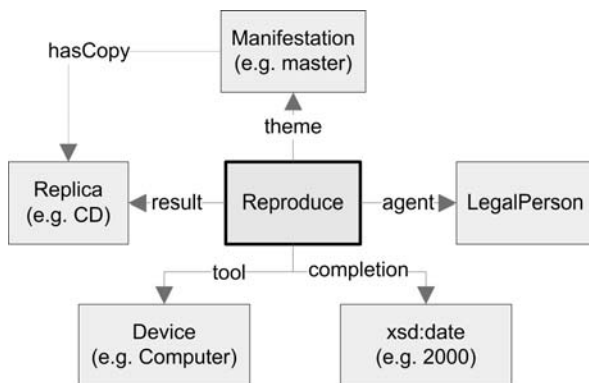 Manifestation
(e.g. master)
hasCopy
theme
Replica
(e.g. CD)
result
Reproduce
agent
LegalPerson
tool
completion
Device
(e.g. Computer)
xsd:date
(e.g. 2000)